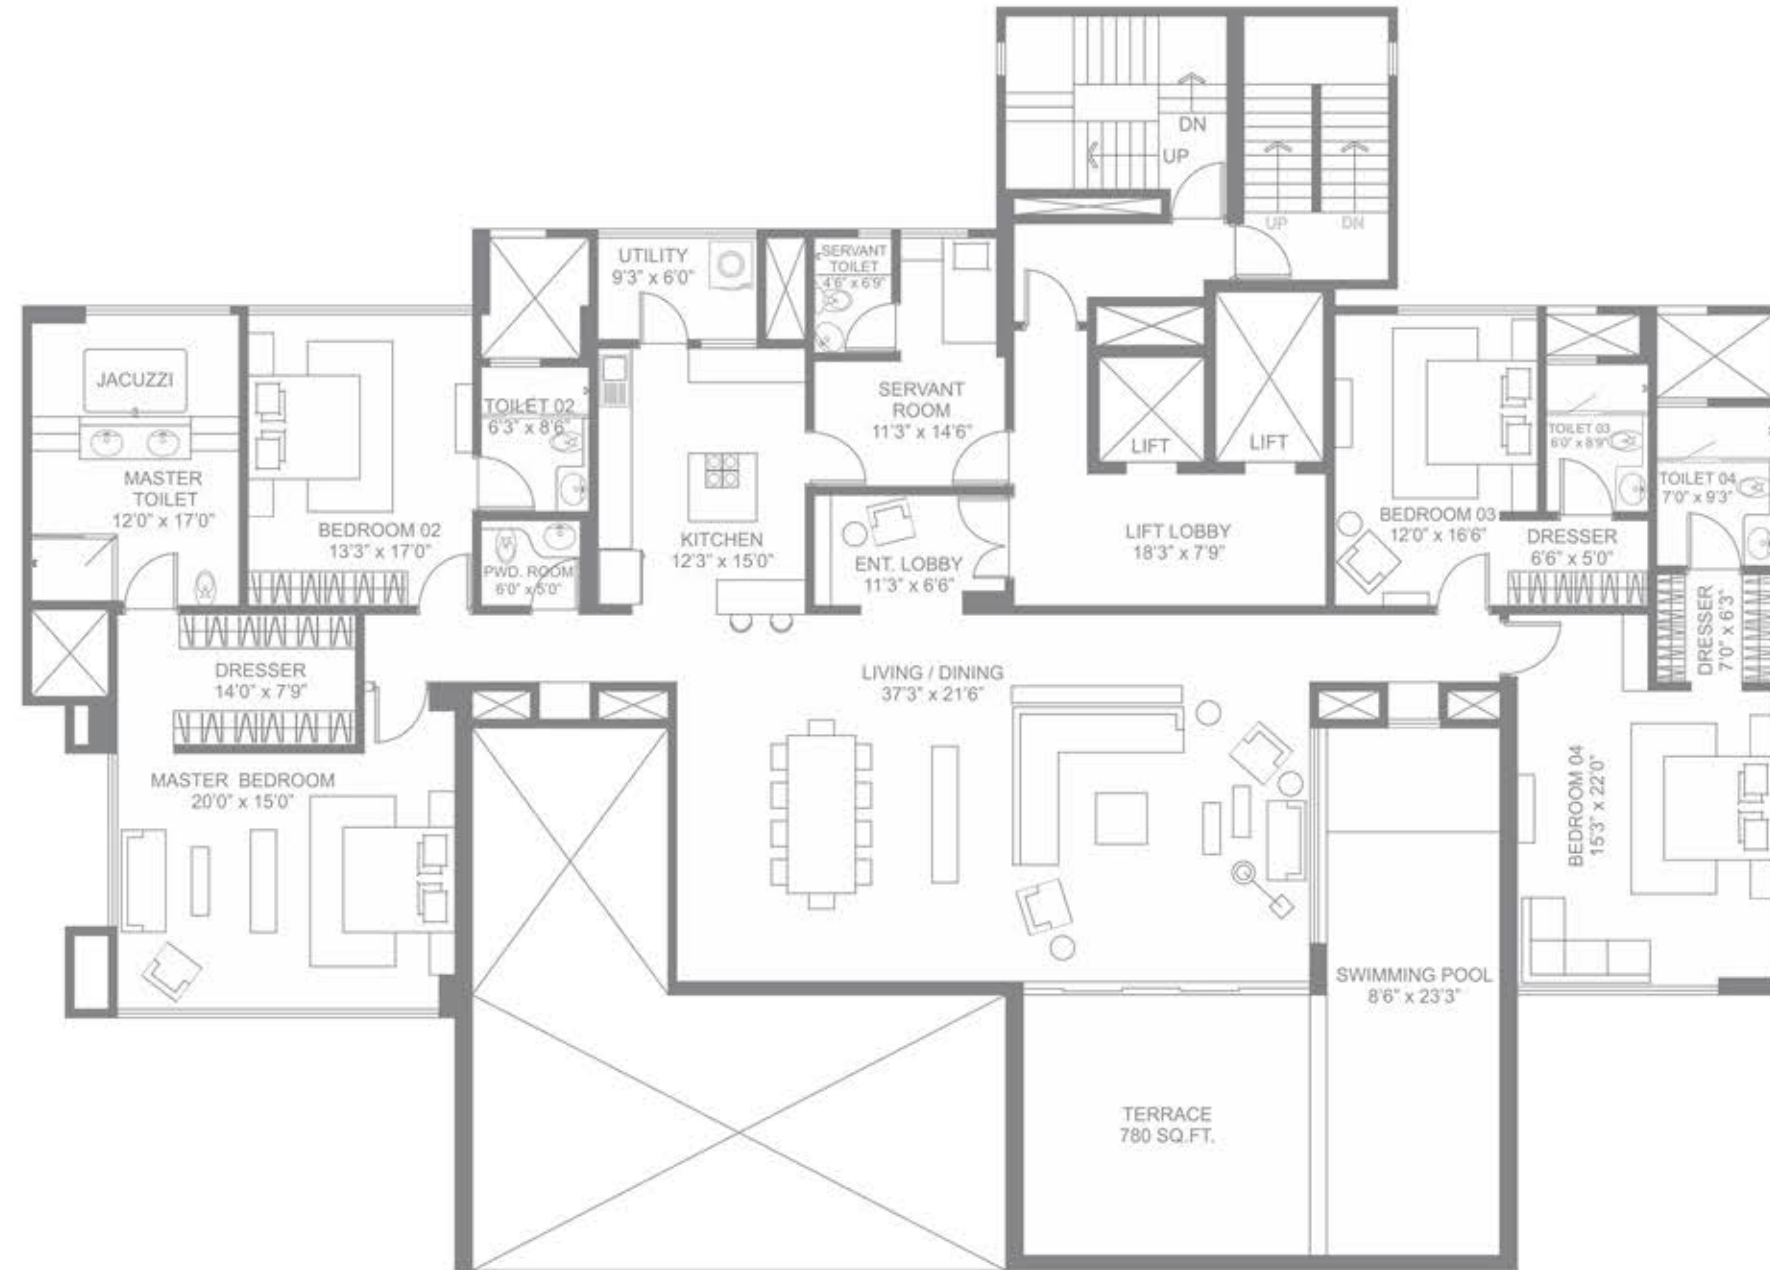 DN
UP
UP
DN
UTILITY
9'3" x 6'0"
SERVANT
TOILET
4'6" x 6'9"
JACUZZI
MASTER
TOILET
12'0" x 17'0"
BEDROOM 02
13'3" x 17'0"
TOILET 02
6'3" x 8'6"
PWD. ROOM
6'0" x 5'0"
KITCHEN
12'3" x 15'0"
SERVANT
ROOM
11'3" x 14'6"
ENT. LOBBY
11'3" x 6'6"
LIFT
LIFT
LIFT LOBBY
18'3" x 7'9"
BEDROOM 03
12'0" x 16'6"
TOILET 03
6'0" x 8'9"
DRESSER
6'6" x 5'0"
TOILET 04
7'0" x 9'3"
DRESSER
7'0" x 6'3"
DRESSER
14'0" x 7'9"
LIVING / DINING
37'3" x 21'6"
MASTER BEDROOM
20'0" x 15'0"
BEDROOM 04
15'3" x 22'0"
SWIMMING POOL
8'6" x 23'3"
TERRACE
780 SQ.FT.